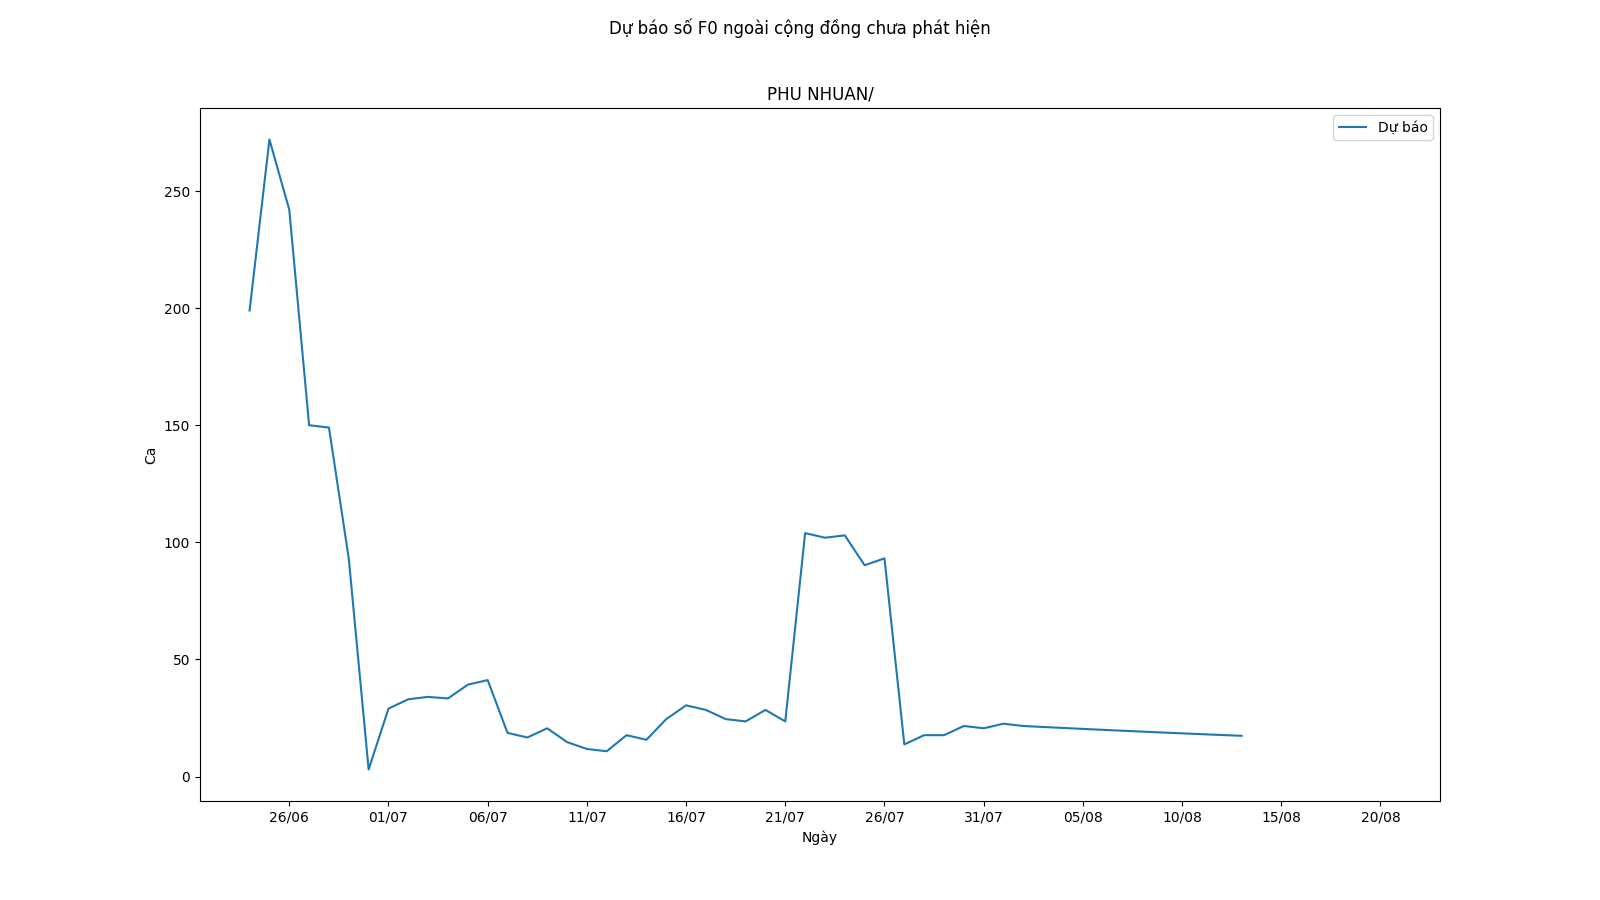 Dự báo số F0 ngoài cộng đồng chưa phát hiện
PHU NHUAN/
Dự báo
250
200
150
100
50
0
Ca
26/06 01/07 06/07 11/07 16/07 21/07 26/07 31/07 05/08 10/08 15/08 20/08
Ngày